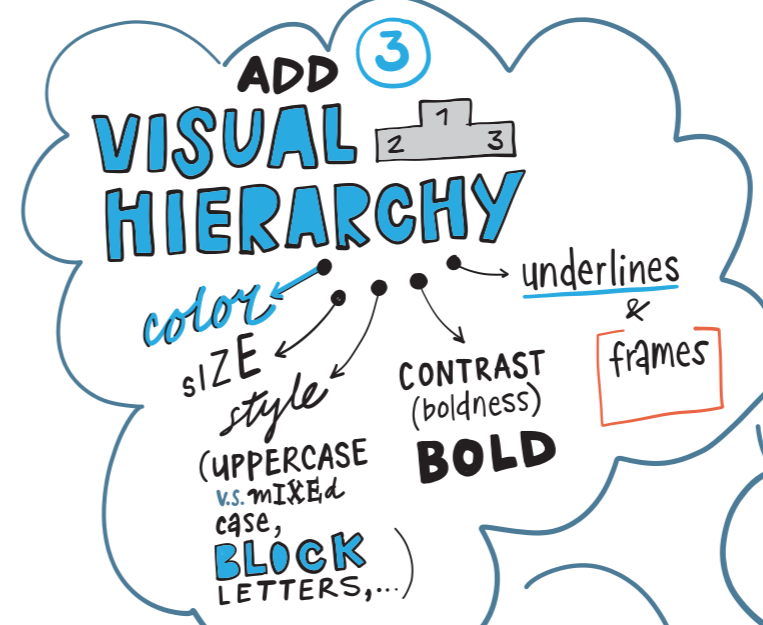 ADD 3
VISUAL
2 1 3
HIERARCHY
color
SIZE
style
(UPPERCASE
v.s. mIXEd
case,
BLOCK
LETTERS,...)
CONTRAST
(boldness)
BOLD
underlines
&
frames